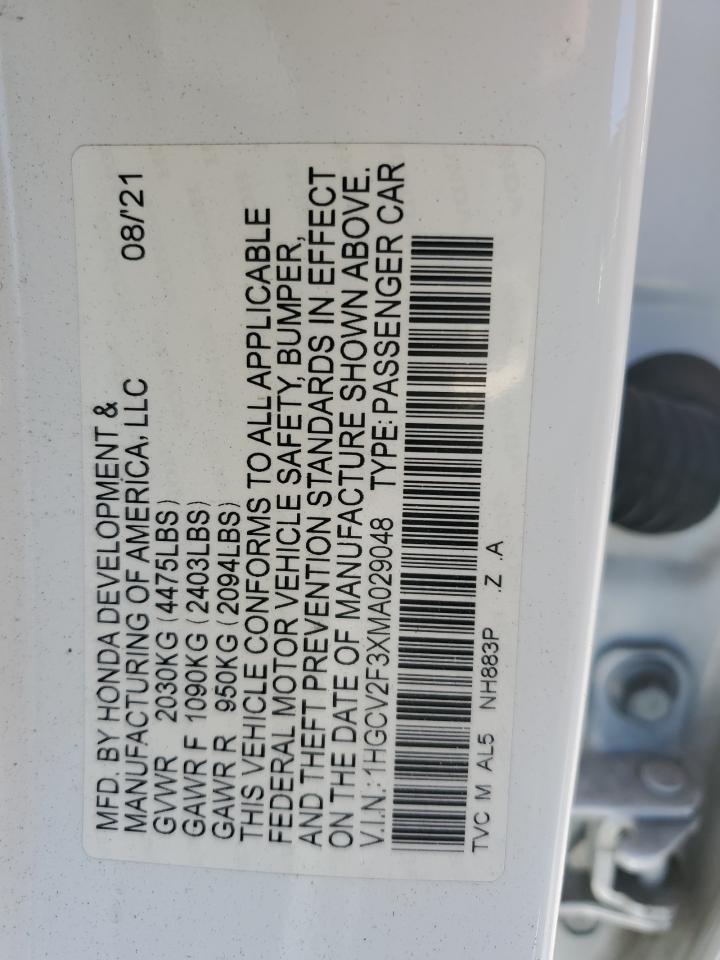 MFD. BY HONDA DEVELOPMENT &
MANUFACTURING OF AMERICA, LLC 08/'21
GVWR 2030KG (4475LBS)
GAWR F 1090KG (2403LBS)
GAWR R 950KG (2094LBS)
THIS VEHICLE CONFORMS TO ALL APPLICABLE
FEDERAL MOTOR VEHICLE SAFETY, BUMPER,
AND THEFT PREVENTION STANDARDS IN EFFECT
ON THE DATE OF MANUFACTURE SHOWN ABOVE.
V.I.N.: 1HGCV2F3XMA029048 TYPE: PASSENGER CAR
TVC M AL5 NH883P .Z .A